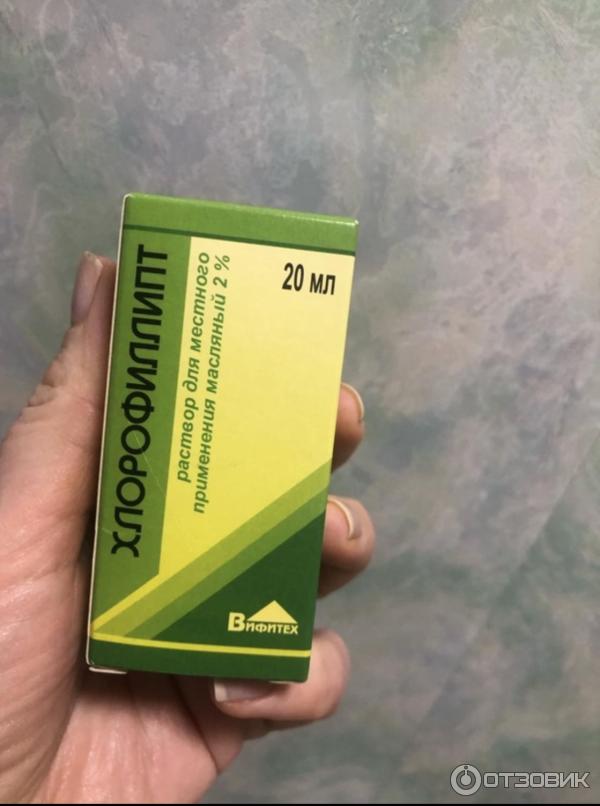 ХЛОРОФИЛЛИПТ
раствор для местного
применения масляный 2 %
20 мл
ВИФИТЕХ
ОТЗОВИК